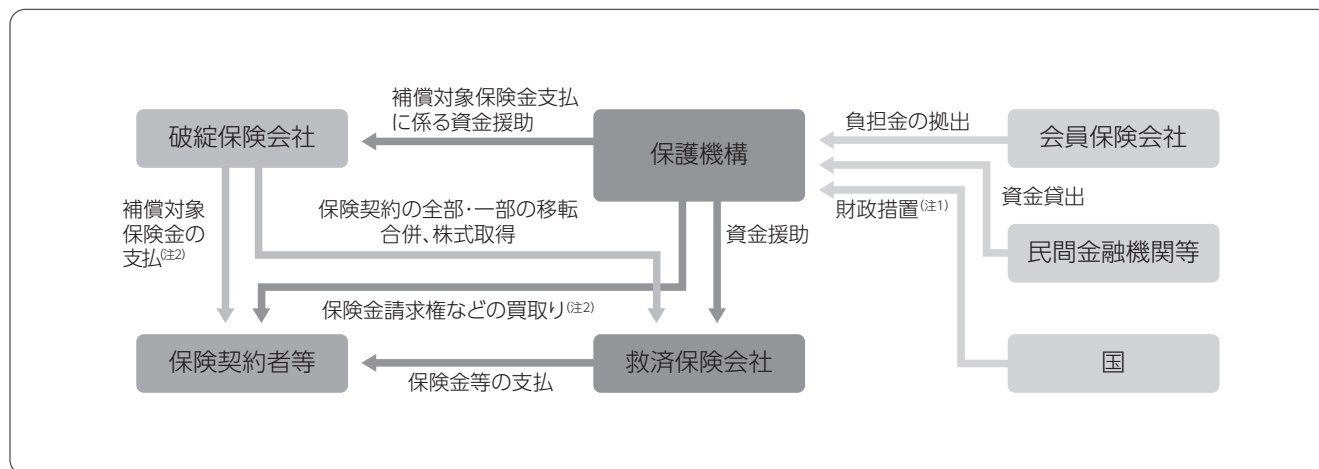 補償対象保険金支払
に係る資金援助
破綻保険会社
保護機構
負担金の拠出
会員保険会社
補償対象
保険金の
支払(注2)
保険契約の全部・一部の移転
合併、株式取得
資金援助
財政措置(注1)
資金貸出
民間金融機関等
保険金請求権などの買取り(注2)
保険契約者等
保険金等の支払
救済保険会社
国